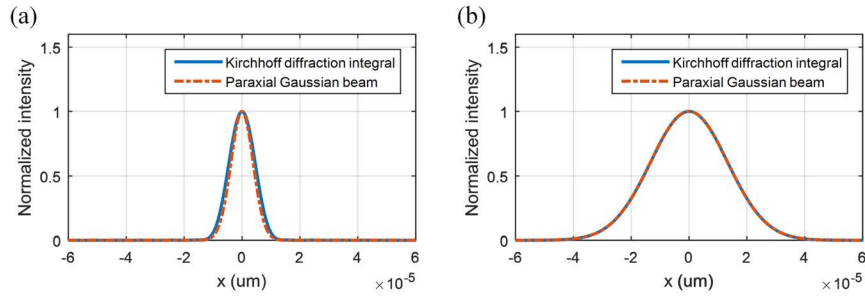 (a)
1.5
1
0.5
0
Normalized intensity
Kirchhoff diffraction integral
Paraxial Gaussian beam
-6 -4 -2 0 2 4 6
x (um)
×10-5
(b)
1.5
1
0.5
0
Normalized intensity
Kirchhoff diffraction integral
Paraxial Gaussian beam
-6 -4 -2 0 2 4 6
x (um)
×10-5